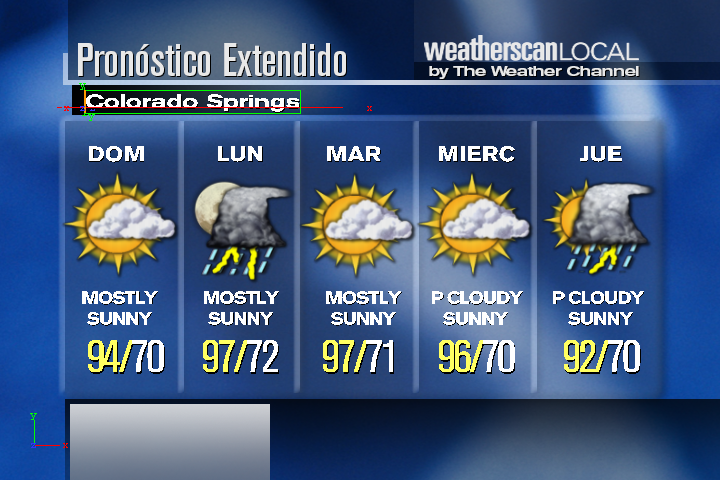 Pronóstico Extendido
weatherscanLOCAL
by The Weather Channel
Colorado Springs
DOM LUN MAR MIERC JUE
MOSTLY SUNNY MOSTLY SUNNY MOSTLY SUNNY P CLOUDY SUNNY P CLOUDY SUNNY
94/70 97/72 97/71 96/70 92/70
y
x
x
y
y
x